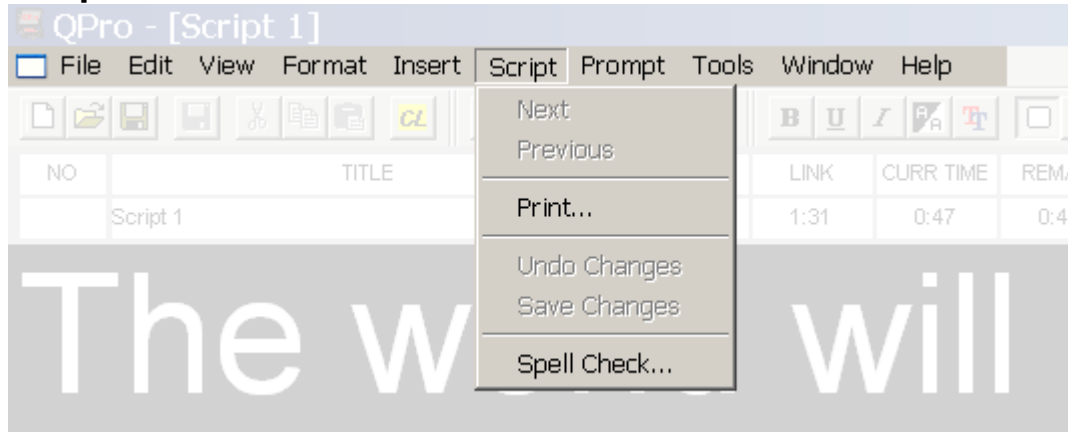 QPro - [Script 1]
File Edit View Format Insert Script Prompt Tools Window Help
CL B U I
Next
Previous
Print...
Undo Changes
Save Changes
Spell Check...
NO TITLE LINK CURR TIME
Script 1 1:31 0:47
The will